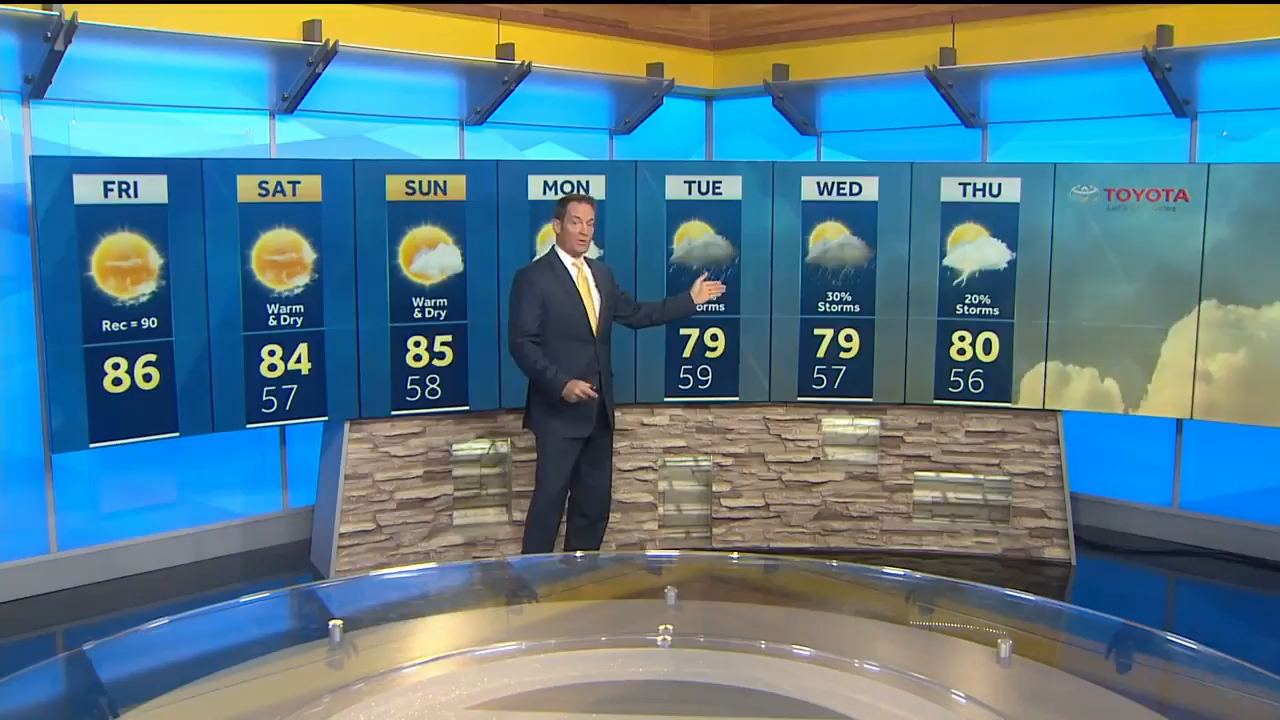 FRI
Rec = 90
86
SAT
Warm
& Dry
84
57
SUN
Warm
& Dry
85
58
MON
TUE
79
59
WED
30%
Storms
79
57
THU
20%
Storms
80
56
TOYOTA